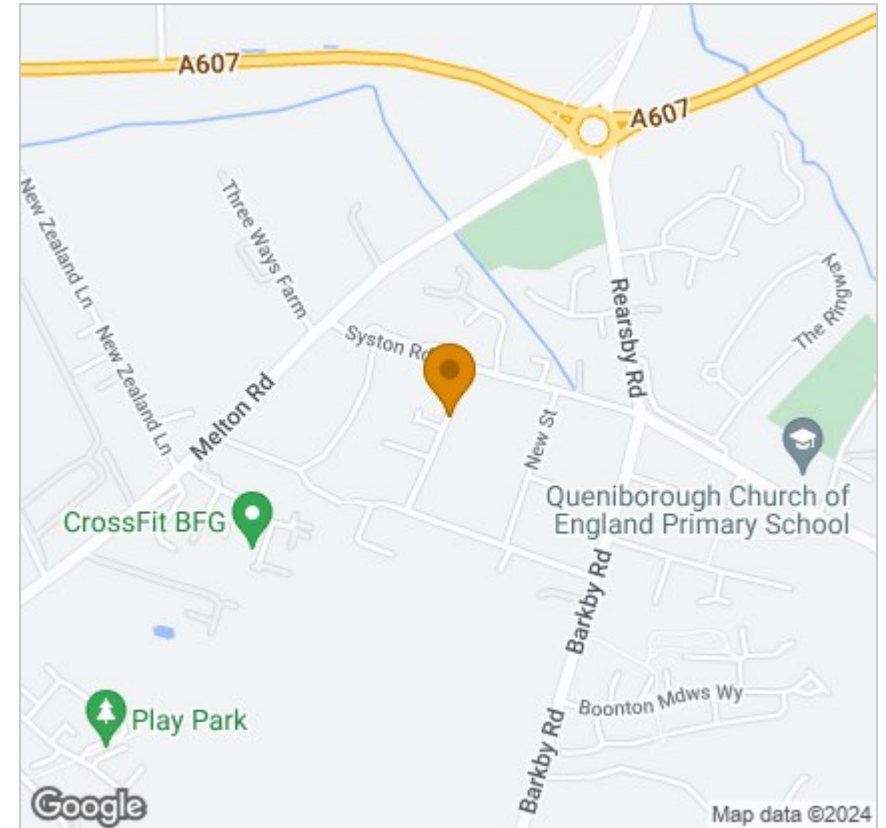 A607
A607
New Zealand Ln
Three Ways Farm
New Zealand Ln
Syston Rd
Rearsby Rd
The Ringway
Melton Rd
New St
CrossFit BFG
Queniborough Church of
England Primary School
Barkby Rd
Play Park
Boonton Mdws Wy
Barkby Rd
Google
Map data ©2024